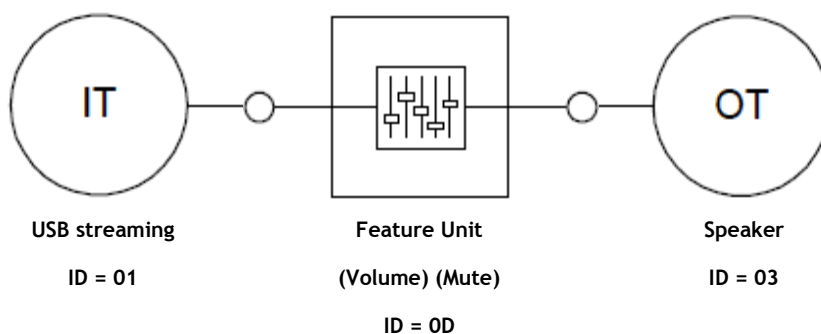 IT
OT
USB streaming
Feature Unit
Speaker
ID = 01
(Volume) (Mute)
ID = 03
ID = 0D